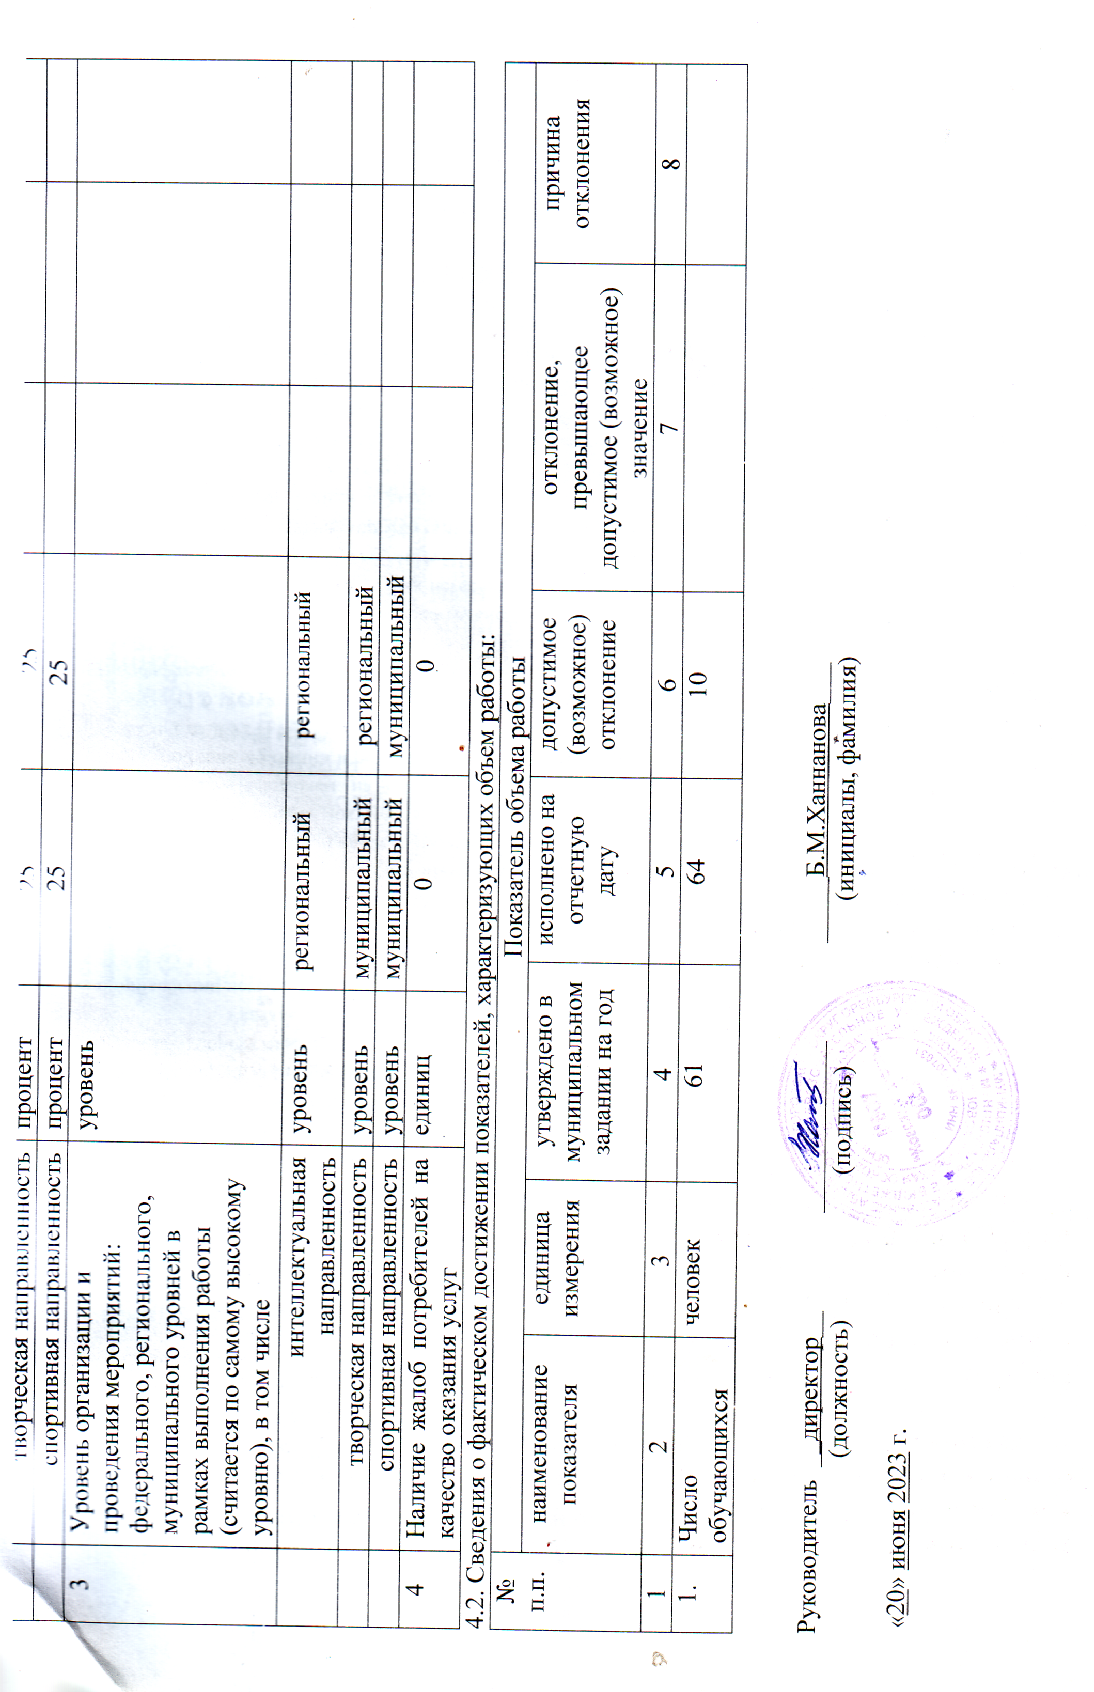 творческая направленность процент 25 25
спортивная направленность процент 25 25
3 Уровень организации и уровень
проведения мероприятий:
федерального, регионального,
муниципального уровней в
рамках выполнения работы
(считается по самому высокому
уровню), в том числе
интеллектуальная уровень региональный региональный
направленность
творческая направленность уровень муниципальный региональный
спортивная направленность уровень муниципальный муниципальный
4 Наличие жалоб потребителей на единиц 0 0
качество оказания услуг
4.2. Сведения о фактическом достижении показателей, характеризующих объем работы:
№ Показатель объема работы
п.п. наименование единица утверждено в исполнено на допустимое отклонение, причина
показателя измерения муниципальном отчетную (возможное) превышающее отклонения
задании на год дату отклонение допустимое (возможное)
значение
1 2 3 4 5 6 7 8
1. Число человек 61 64 10
обучающихся
Руководитель директор Б.М.Ханнанова
(должность) (подпись) (инициалы, фамилия)
«20» июня 2023 г.